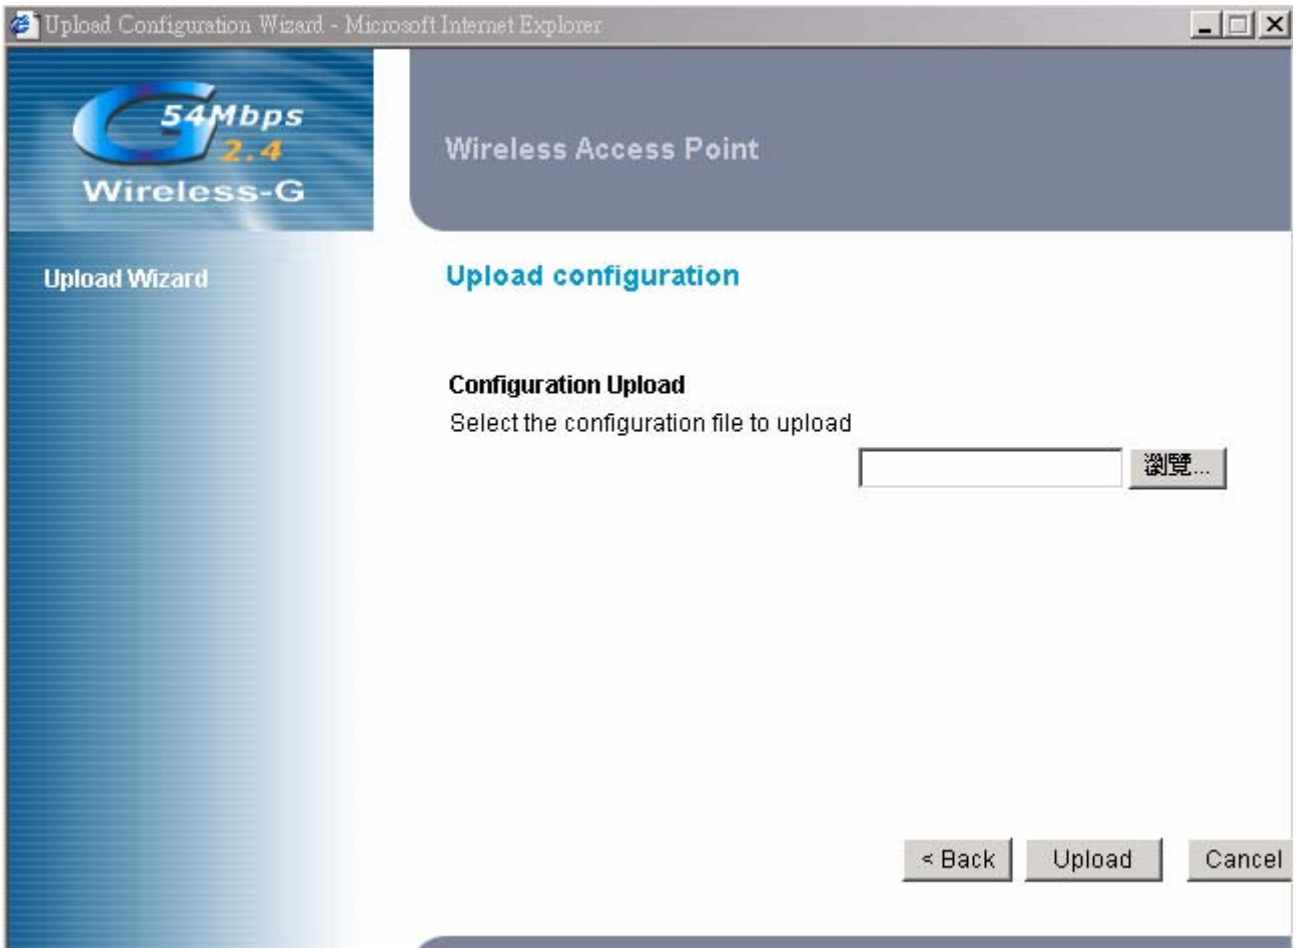 Upload Configuration Wizard - Microsoft Internet Explorer
G
54Mbps
2.4
Wireless-G
Wireless Access Point
Upload Wizard
Upload configuration
Configuration Upload
Select the configuration file to upload
瀏覽...
< Back
Upload
Cancel